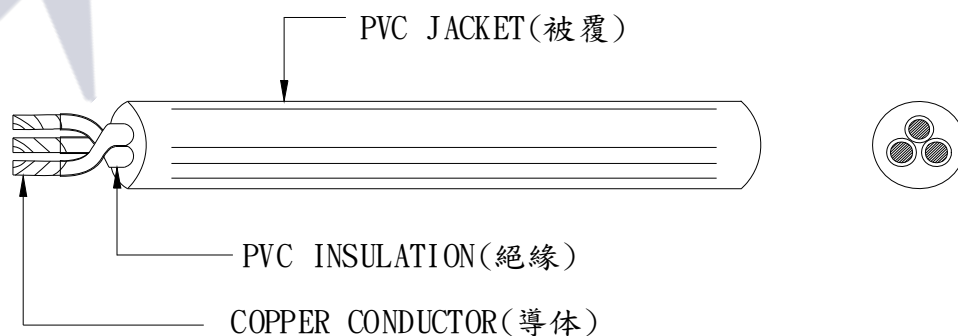 PVC JACKET(被覆)
PVC INSULATION(絕緣)
COPPER CONDUCTOR(導体)